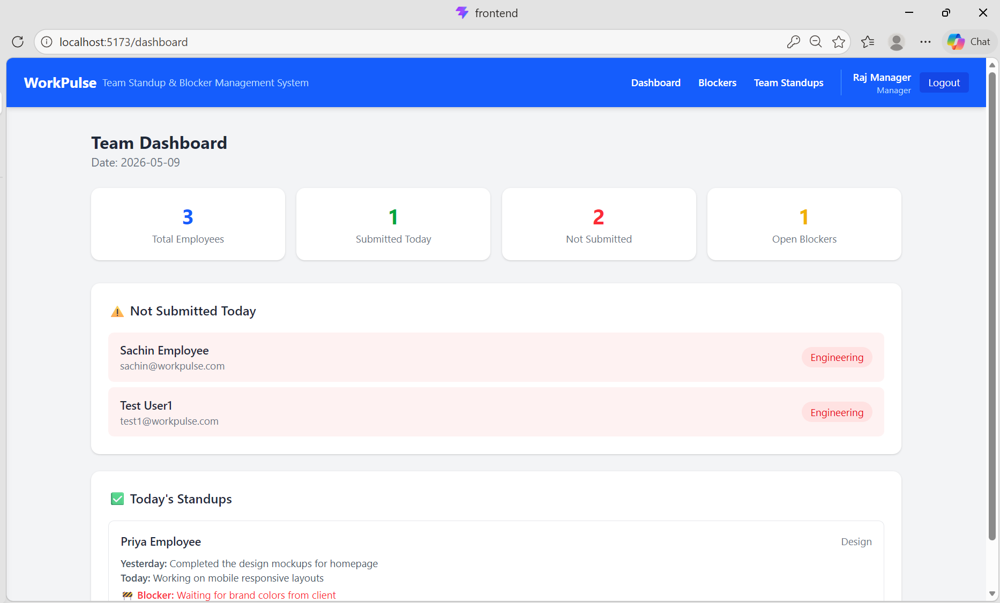 frontend
localhost:5173/dashboard
Chat
WorkPulse Team Standup & Blocker Management System
Dashboard Blockers Team Standups
Raj Manager
Manager
Logout
Team Dashboard
Date: 2026-05-09
3
Total Employees
1
Submitted Today
2
Not Submitted
1
Open Blockers
Not Submitted Today
Sachin Employee
sachin@workpulse.com
Engineering
Test User1
test1@workpulse.com
Engineering
Today's Standups
Priya Employee
Design
Yesterday: Completed the design mockups for homepage
Today: Working on mobile responsive layouts
Blocker: Waiting for brand colors from client